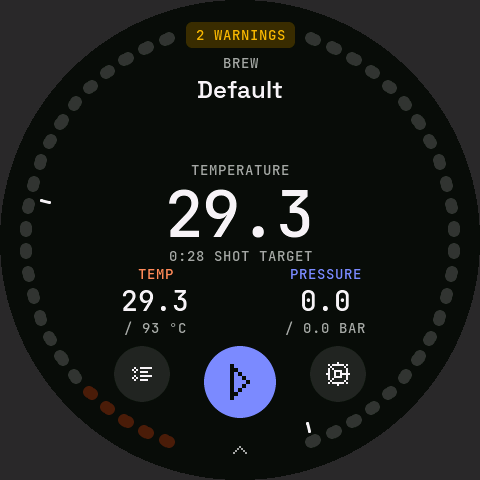 2 WARNINGS
BREW
Default
TEMPERATURE
29.3
0:28 SHOT TARGET
TEMP
29.3
/ 93 °C
PRESSURE
0.0
/ 0.0 BAR